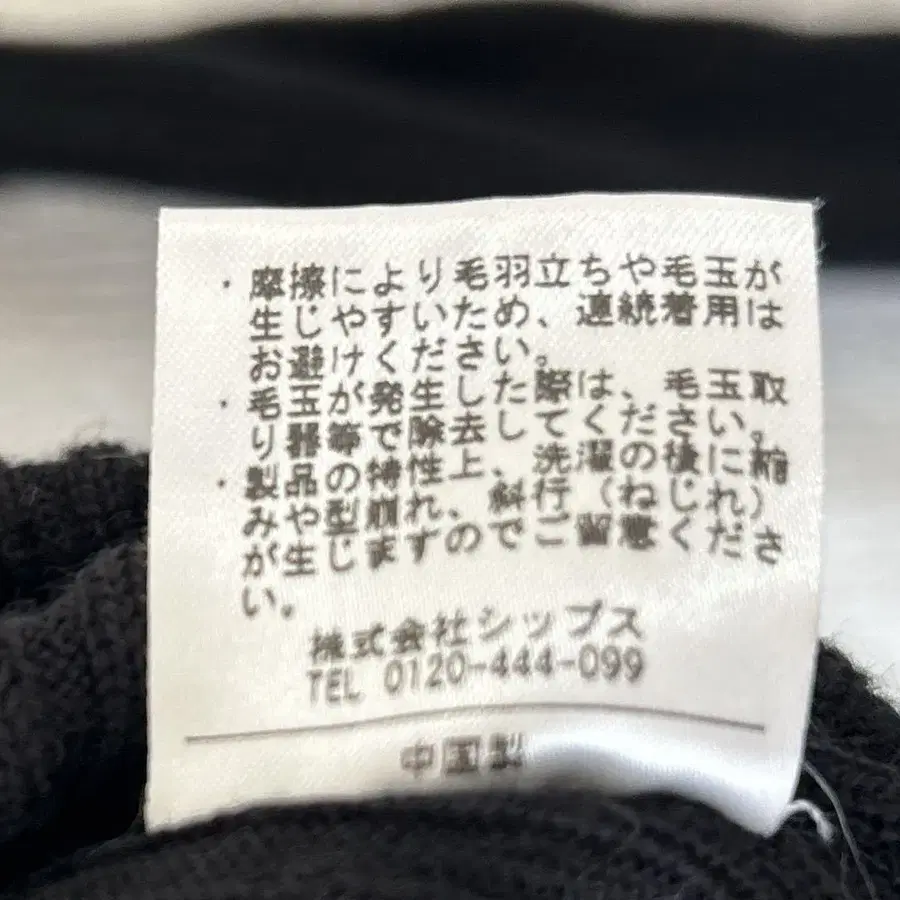 ・摩擦により毛羽立ちや毛玉が
生じやすいため、連続着用は
お避けください。
・毛玉が発生した際は、毛玉取
り器等で除去してください。
・製品の特性上、洗濯の後に縮
みや型崩れ、斜行(ねじれ)
が生じますのでご留意くださ
い。
株式会社シップス
TEL 0120-444-099
中国製